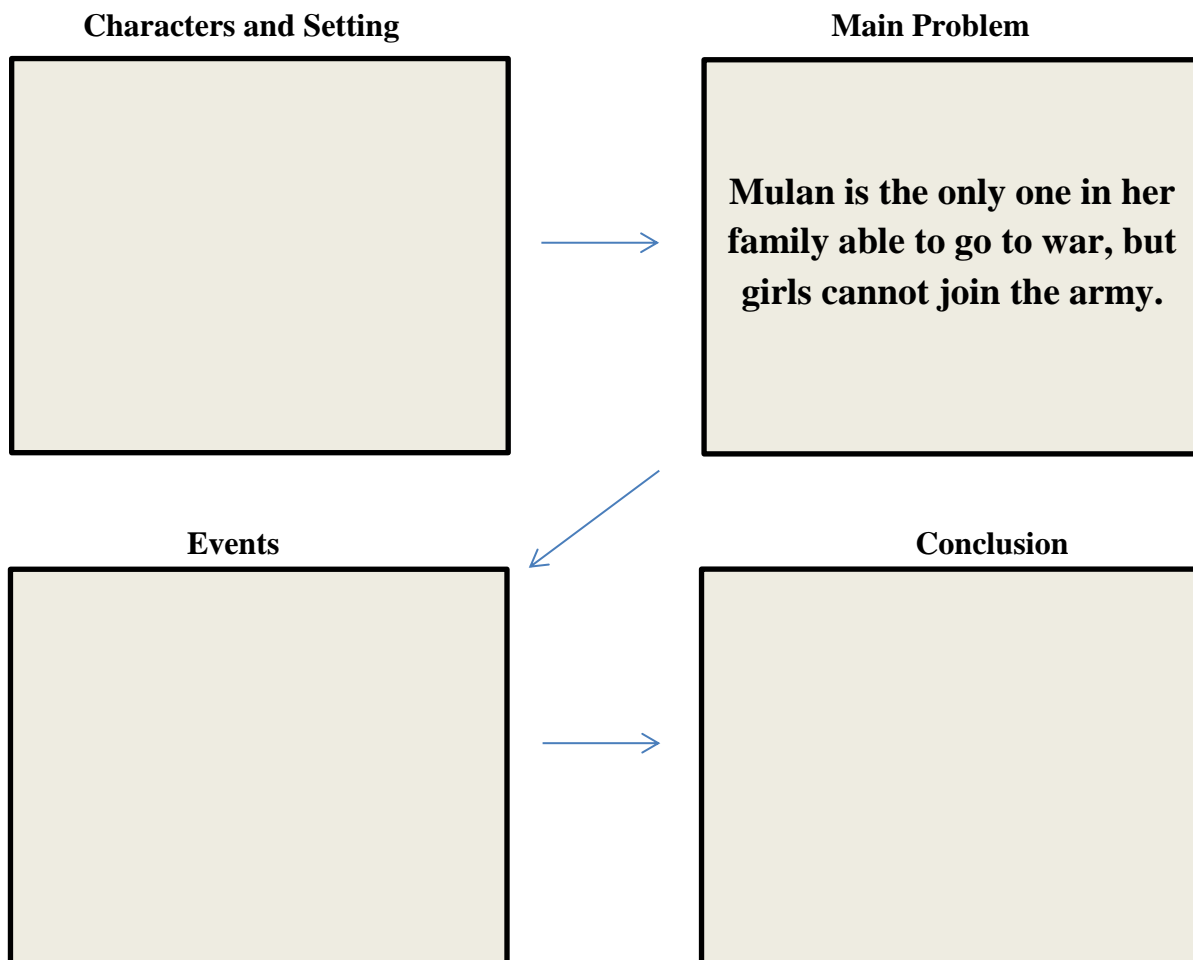 Characters and Setting
Main Problem
Mulan is the only one in her
family able to go to war, but
girls cannot join the army.
Events
Conclusion